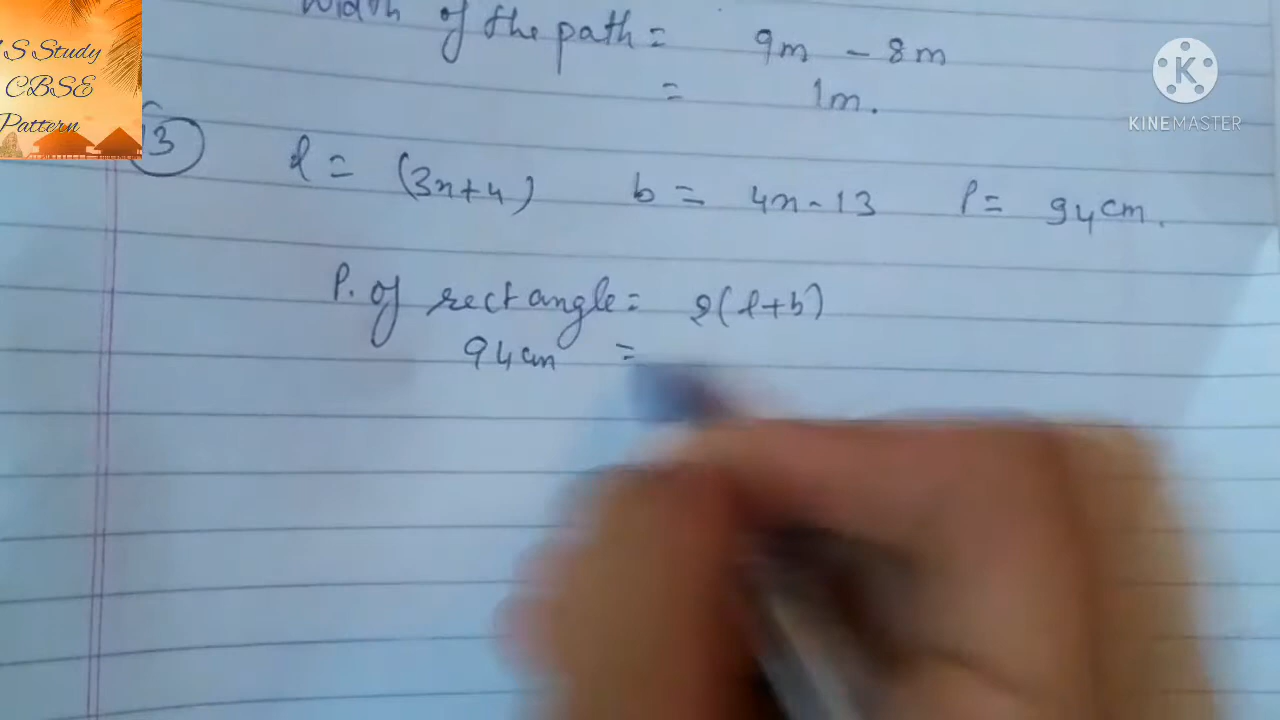 width of the path = 9m - 8m
= 1m.
S Study
CBSE
Pattern
KINEMASTER
3 l = (3x+4) b = 4x-13 P= 94cm.
P. of rectangle = 2(l+b)
94cm =